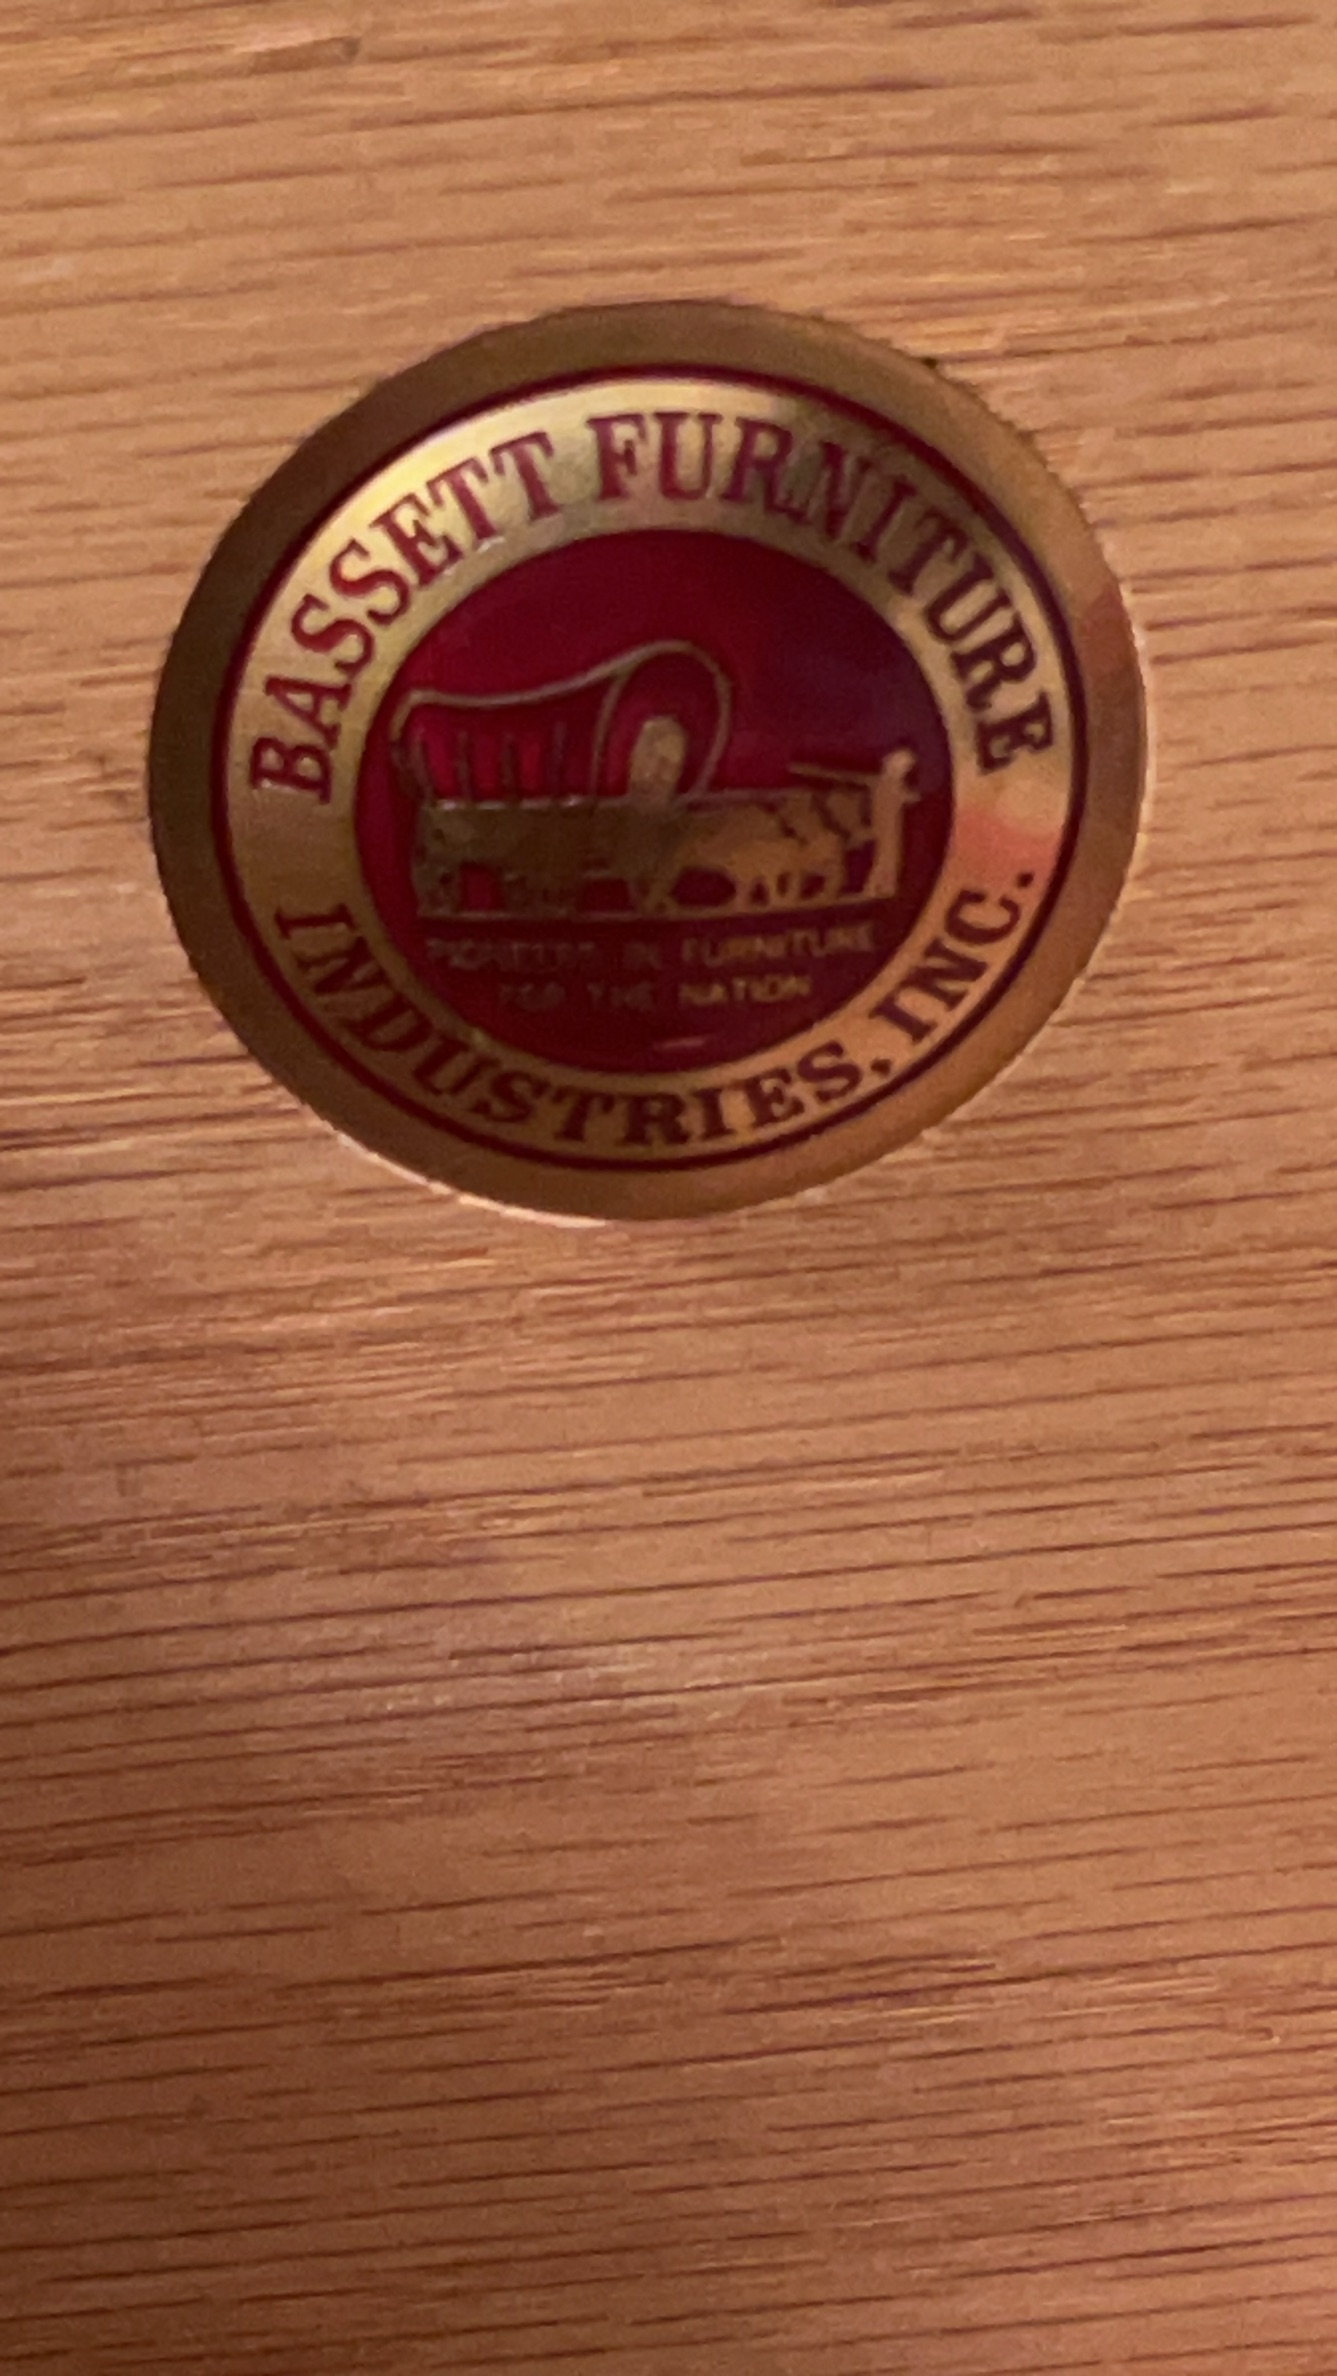 BASSETT FURNITURE
INDUSTRIES, INC.
PIONEERS IN FURNITURE
FOR THE NATION